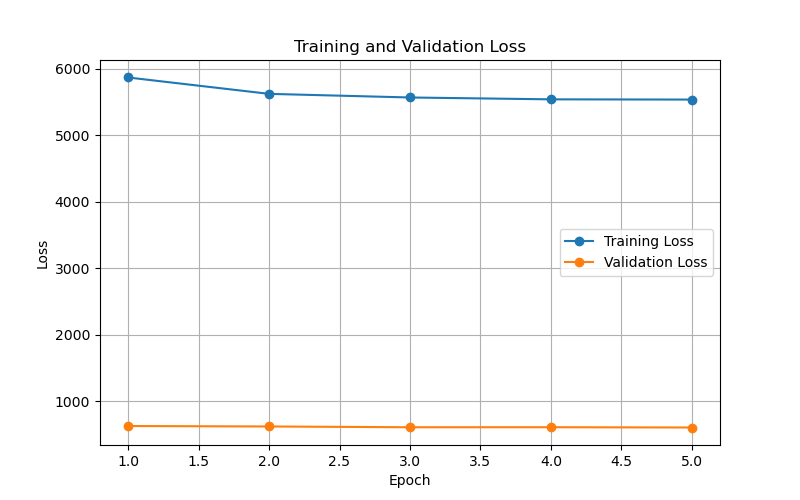 Training and Validation Loss
6000
5000
4000
3000
2000
1000
Loss
Training Loss
Validation Loss
1.0 1.5 2.0 2.5 3.0 3.5 4.0 4.5 5.0
Epoch